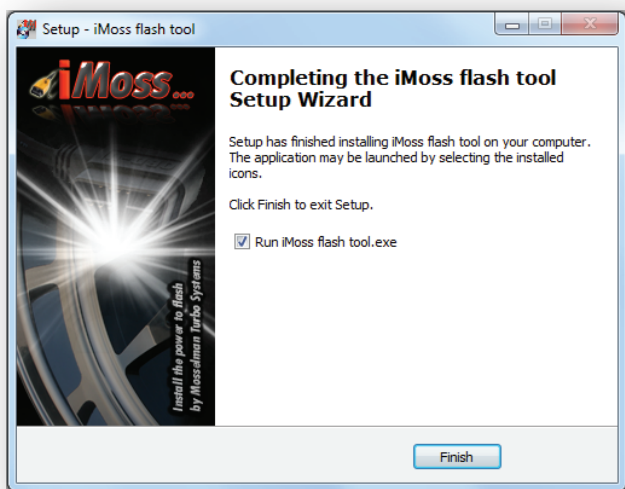 Setup - iMoss flash tool
iMoss...
Completing the iMoss flash tool
Setup Wizard
Setup has finished installing iMoss flash tool on your computer.
The application may be launched by selecting the installed
icons.
Click Finish to exit Setup.
Run iMoss flash tool.exe
Install the power to flash
by Mosselman Turbo Systems
Finish